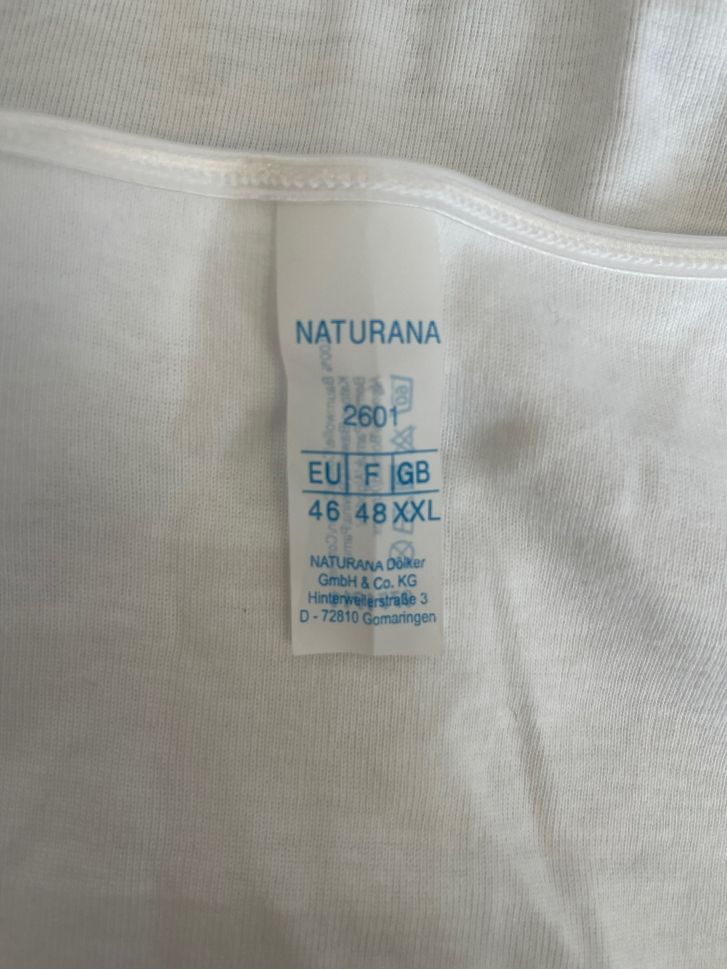 NATURANA
2601
EU F GB
46 48 XXL
NATURANA Dölker
GmbH & Co. KG
Hinterweilerstraße 3
D - 72810 Gomaringen